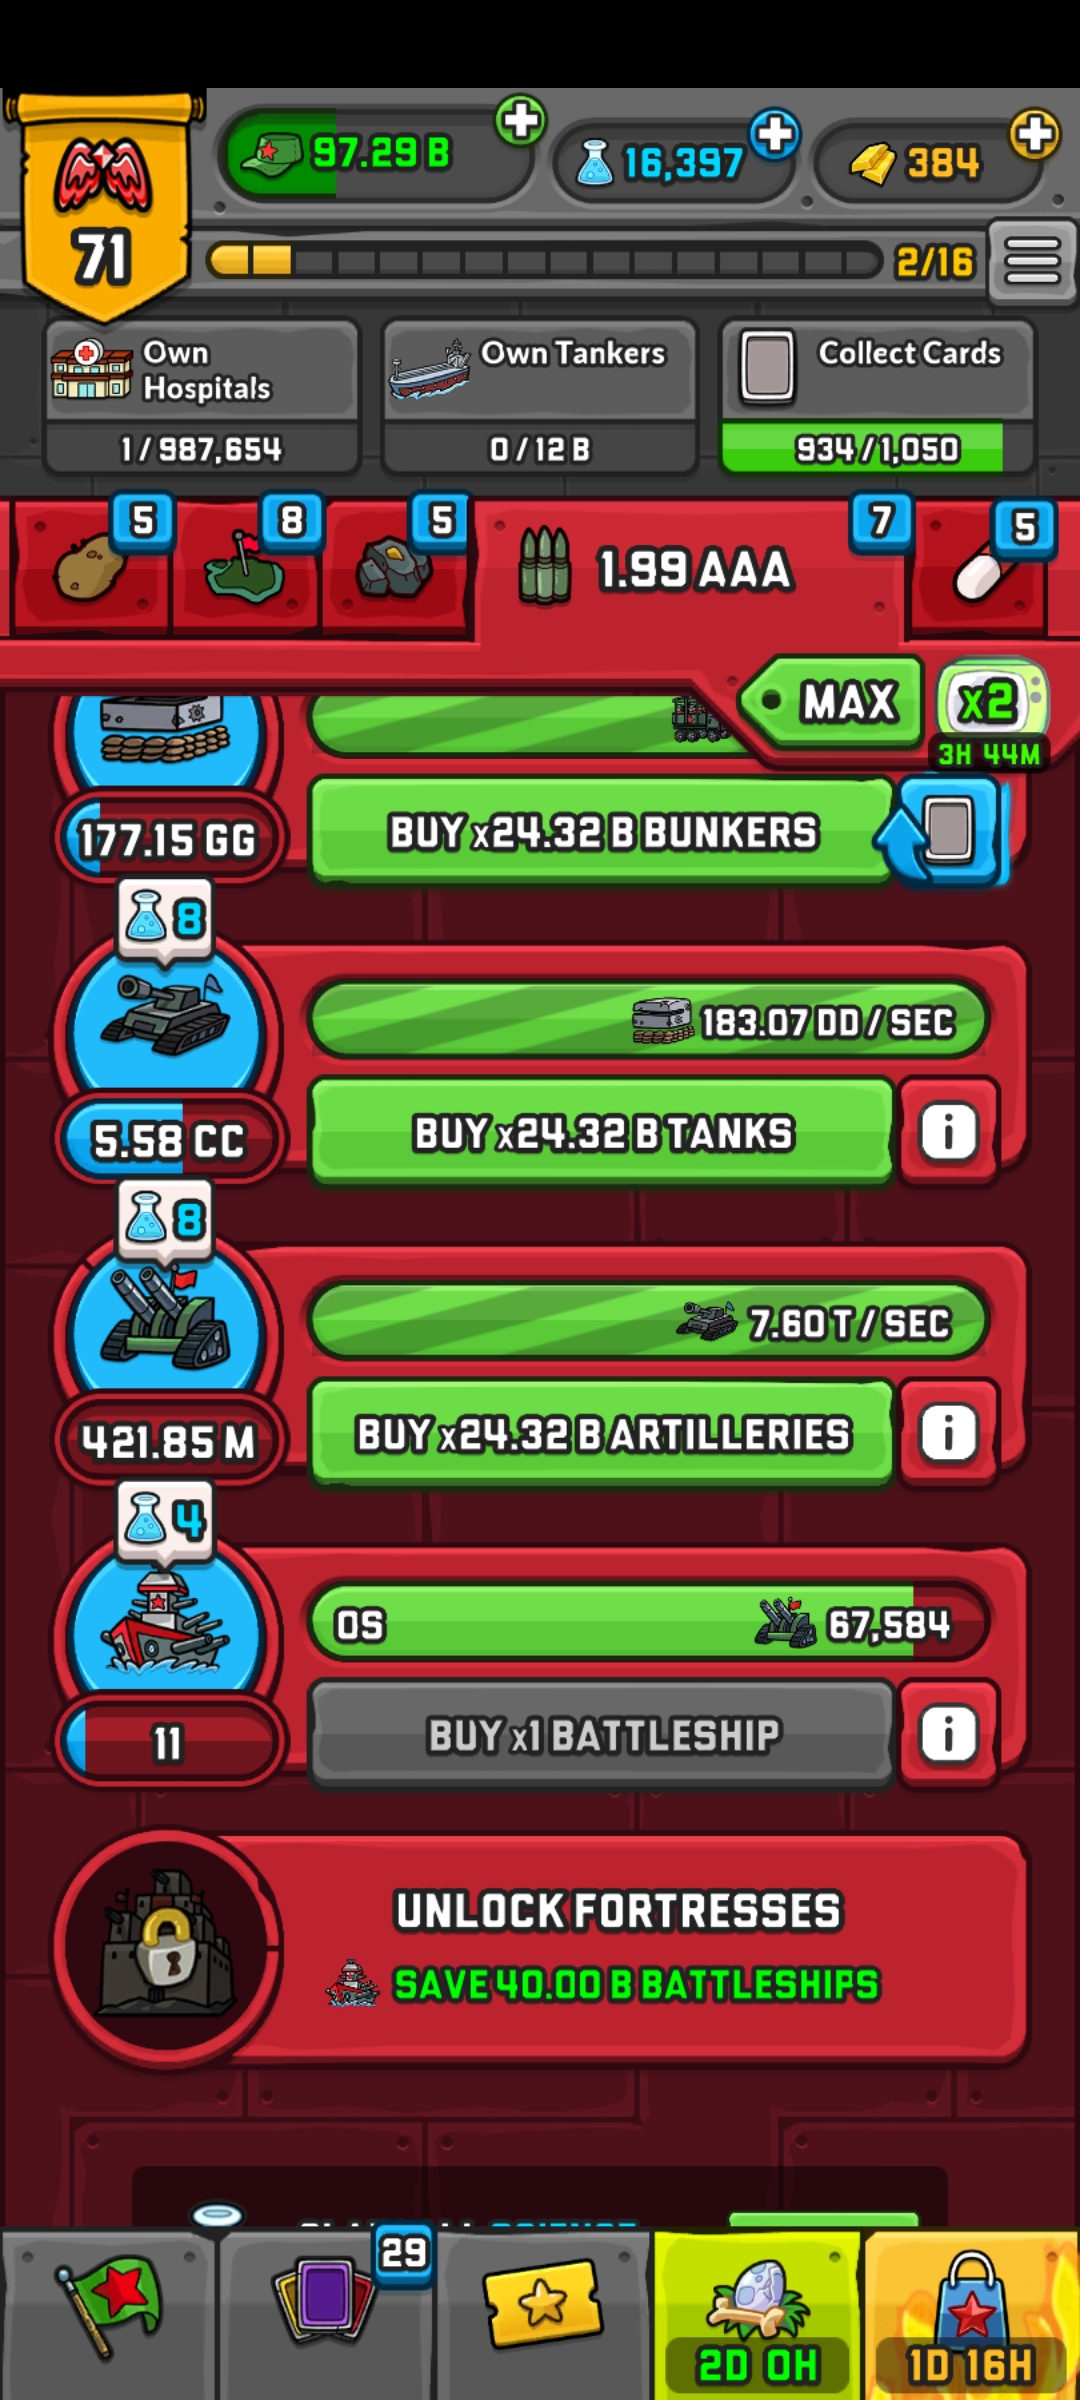 71
97.29 B
16,397
384
2/16
Own
Hospitals
1 / 987,654
Own Tankers
0 / 12 B
Collect Cards
934 / 1,050
5
8
5
1.99 AAA
7
5
MAX
x2
3H 44M
177.15 GG
BUY x24.32 B BUNKERS
8
183.07 DD / SEC
5.58 CC
BUY x24.32 B TANKS
8
7.60 T / SEC
421.85 M
BUY x24.32 B ARTILLERIES
4
0S
67,584
11
BUY x1 BATTLESHIP
UNLOCK FORTRESSES
SAVE 40.00 B BATTLESHIPS
29
2D 0H
1D 16H